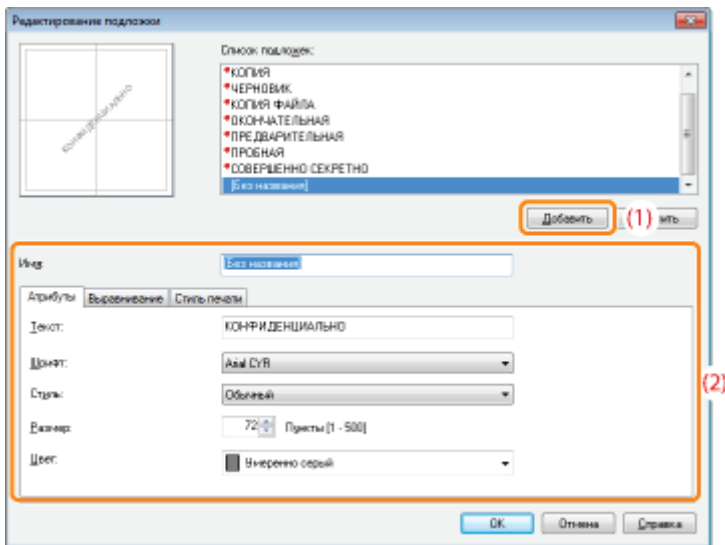 Редактирование подложки
КОНФИДЕНЦИАЛЬНО
Список подложек:
КОПИЯ
ЧЕРНОВИК
КОПИЯ ФАЙЛА
ОКОНЧАТЕЛЬНАЯ
ПРЕДВАРИТЕЛЬНАЯ
ПРОБНАЯ
СОВЕРШЕННО СЕКРЕТНО
[Без названия]
Добавить (1) ить
Имя: [Без названия]
Атрибуты Выравнивание Стиль печати
Текст: КОНФИДЕНЦИАЛЬНО
Шрифт: Arial CYR
Стиль: Обычный
(2)
Размер: 72 Пункты [1 - 500]
Цвет: Умеренно серый
OK Отмена Справка